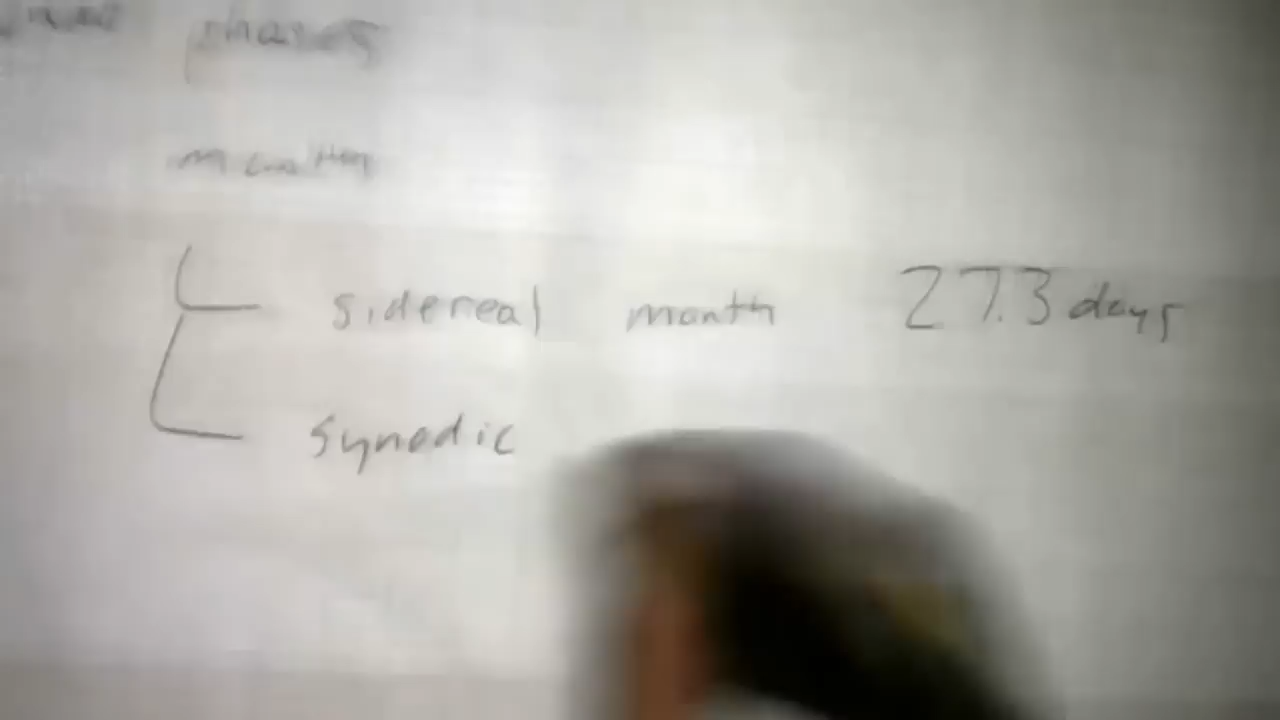 phases
sidereal month 27.3 days
synodic